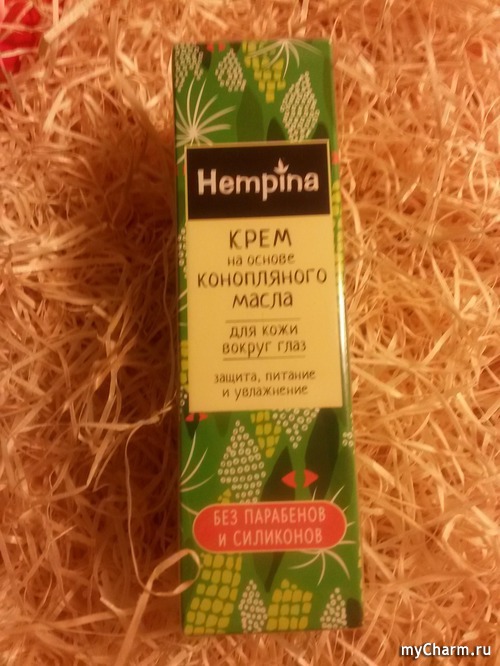 Hempina
КРЕМ
на основе
КОНОПЛЯНОГО
МАСЛА
для кожи
вокруг глаз
защита, питание
и увлажнение
БЕЗ ПАРАБЕНОВ
И СИЛИКОНОВ
myCharm.ru